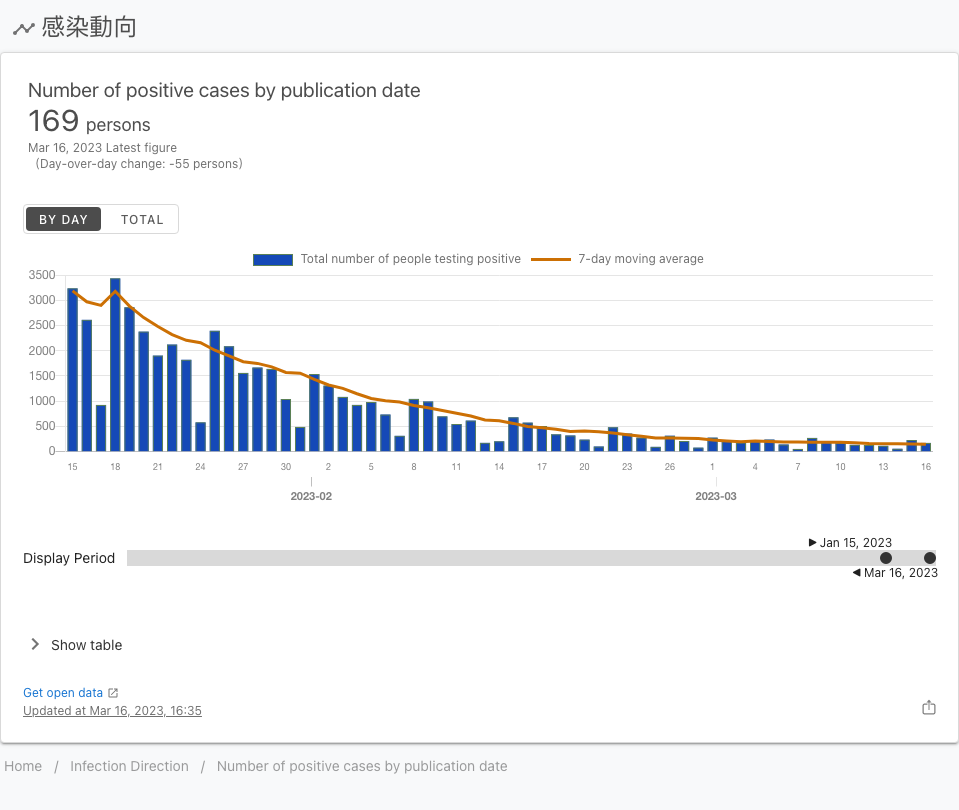 感染動向
Number of positive cases by publication date
169 persons
Mar 16, 2023 Latest figure
(Day-over-day change: -55 persons)
BY DAY TOTAL
Total number of people testing positive 7-day moving average
3500
3000
2500
2000
1500
1000
500
0
15 18 21 24 27 30 2 5 8 11 14 17 20 23 26 1 4 7 10 13 16
2023-02 2023-03
Jan 15, 2023
Display Period
Mar 16, 2023
Show table
Get open data
Updated at Mar 16, 2023, 16:35
Home / Infection Direction / Number of positive cases by publication date